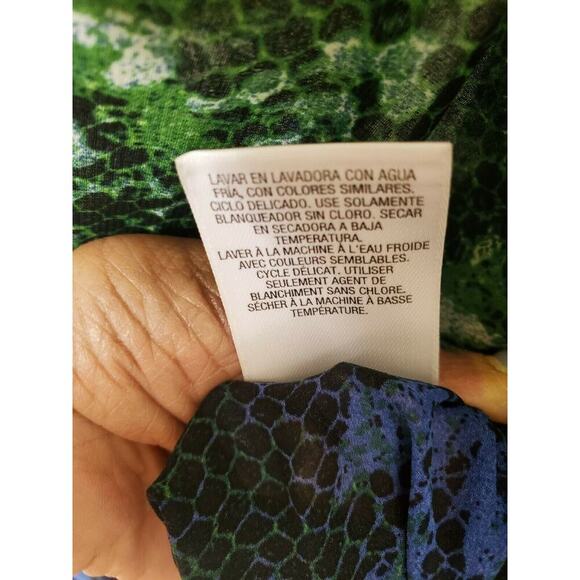 LAVAR EN LAVADORA CON AGUA
FRÍA, CON COLORES SIMILARES.
CICLO DELICADO. USE SOLAMENTE
BLANQUEADOR SIN CLORO. SECAR
EN SECADORA A BAJA
TEMPERATURA.
LAVER À LA MACHINE À L'EAU FROIDE
AVEC COULEURS SEMBLABLES.
CYCLE DÉLICAT. UTILISER
SEULEMENT AGENT DE
BLANCHIMENT SANS CHLORE.
SÉCHER À LA MACHINE À BASSE
TEMPÉRATURE.